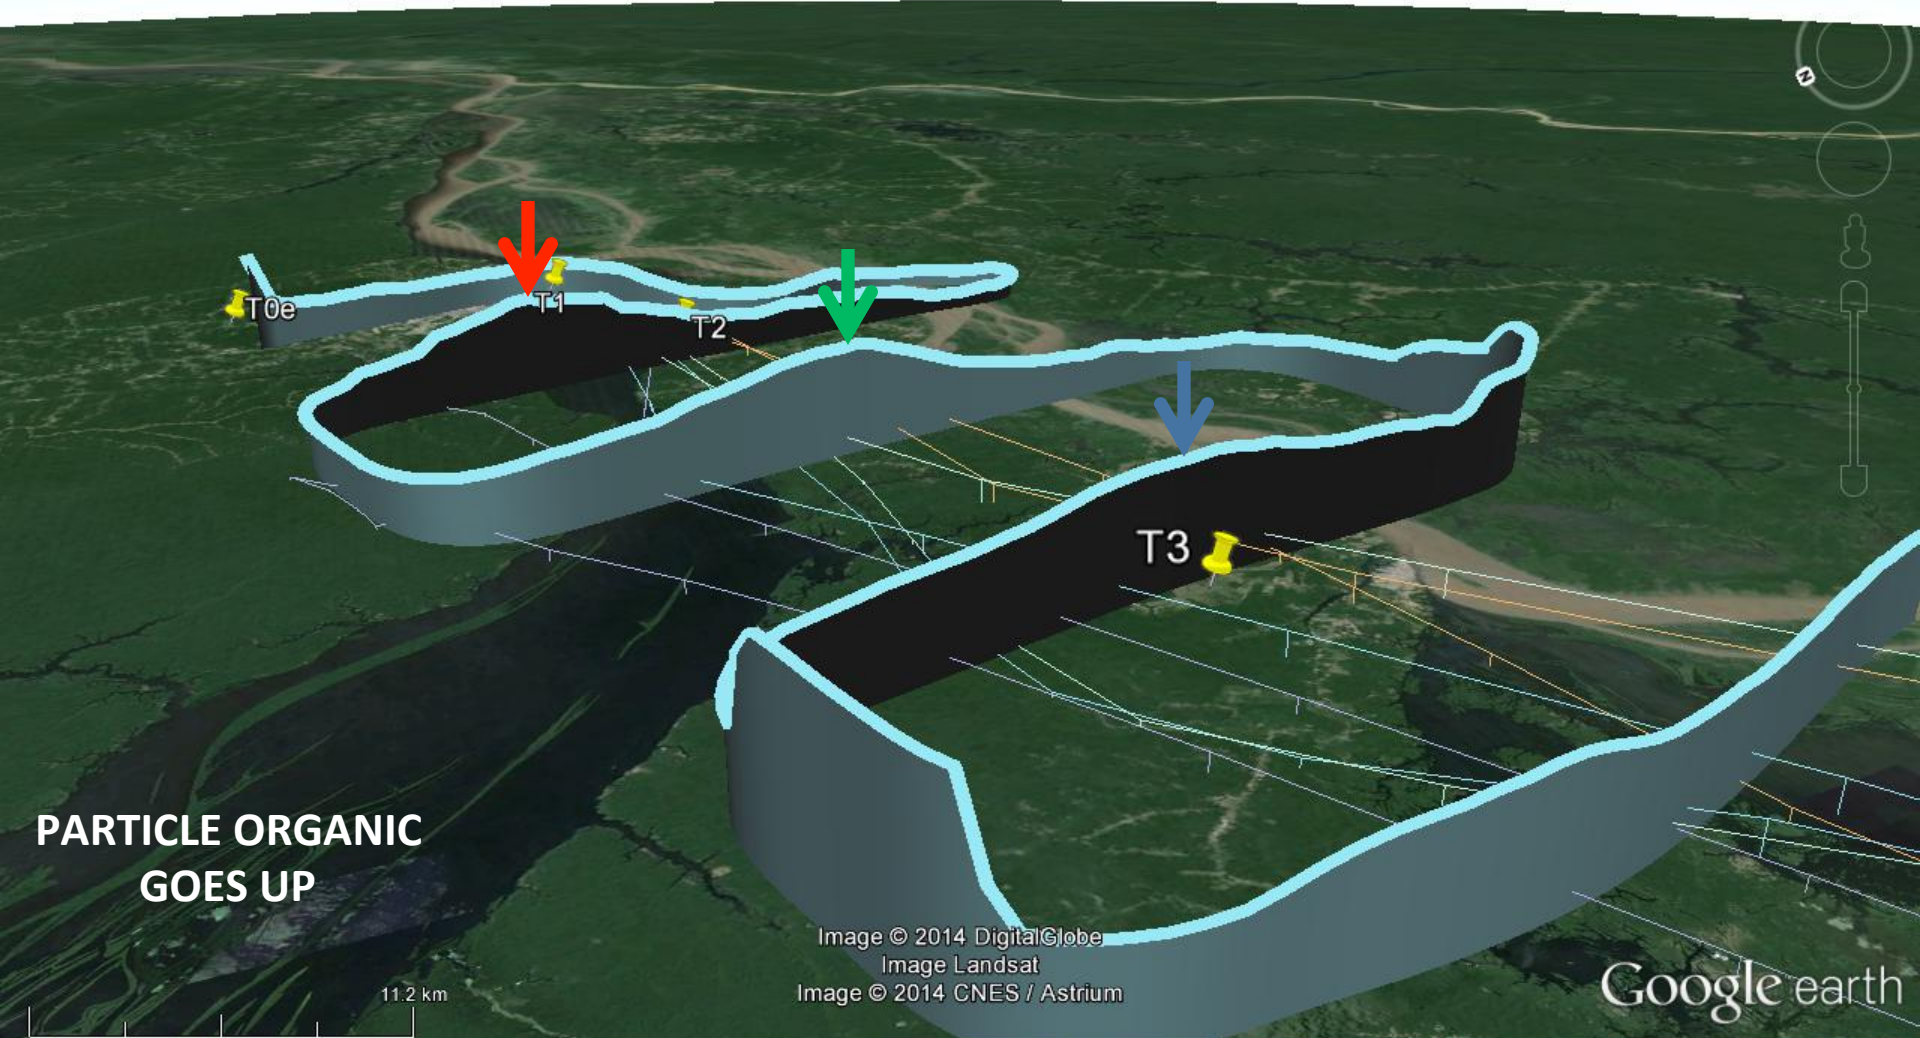 N
T0e
T1
T2
T3
PARTICLE ORGANIC
GOES UP
11.2 km
Image © 2014 DigitalGlobe
Image Landsat
Image © 2014 CNES / Astrium
Google earth